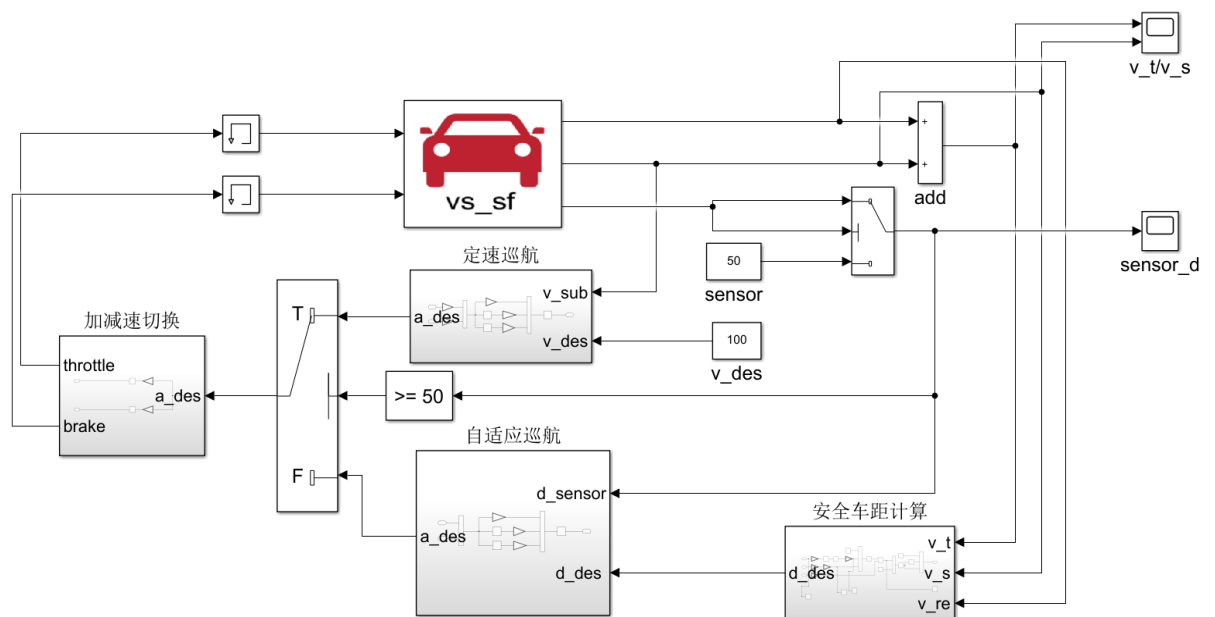 v_t/v_s
vs_sf
+
+
add
定速巡航
50
sensor
sensor_d
加减速切换
T
a_des
v_sub
v_des
100
v_des
throttle
a_des
brake
>= 50
自适应巡航
F
d_sensor
a_des
d_des
安全车距计算
v_t
d_des
v_s
v_re